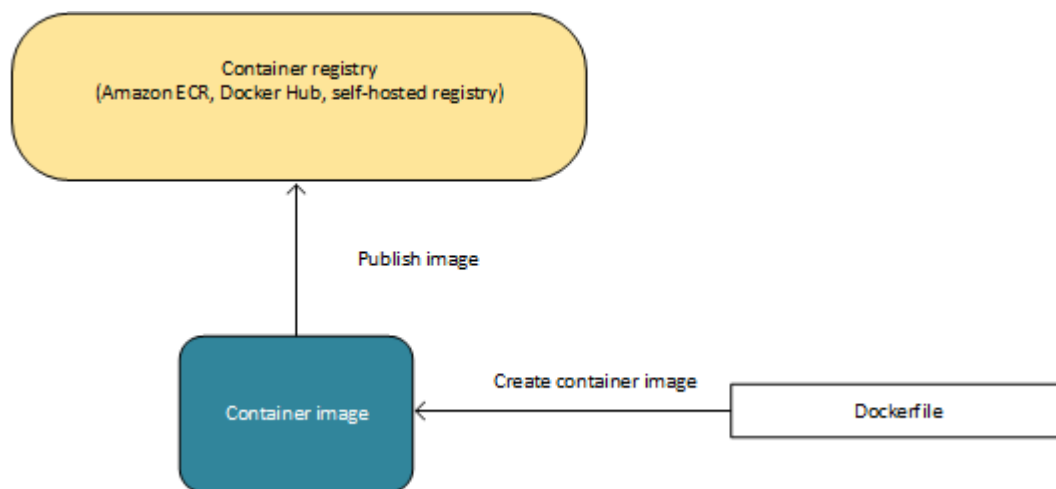 Container registry
(Amazon ECR, Docker Hub, self-hosted registry)
Publish image
Create container image
Container image
Dockerfile